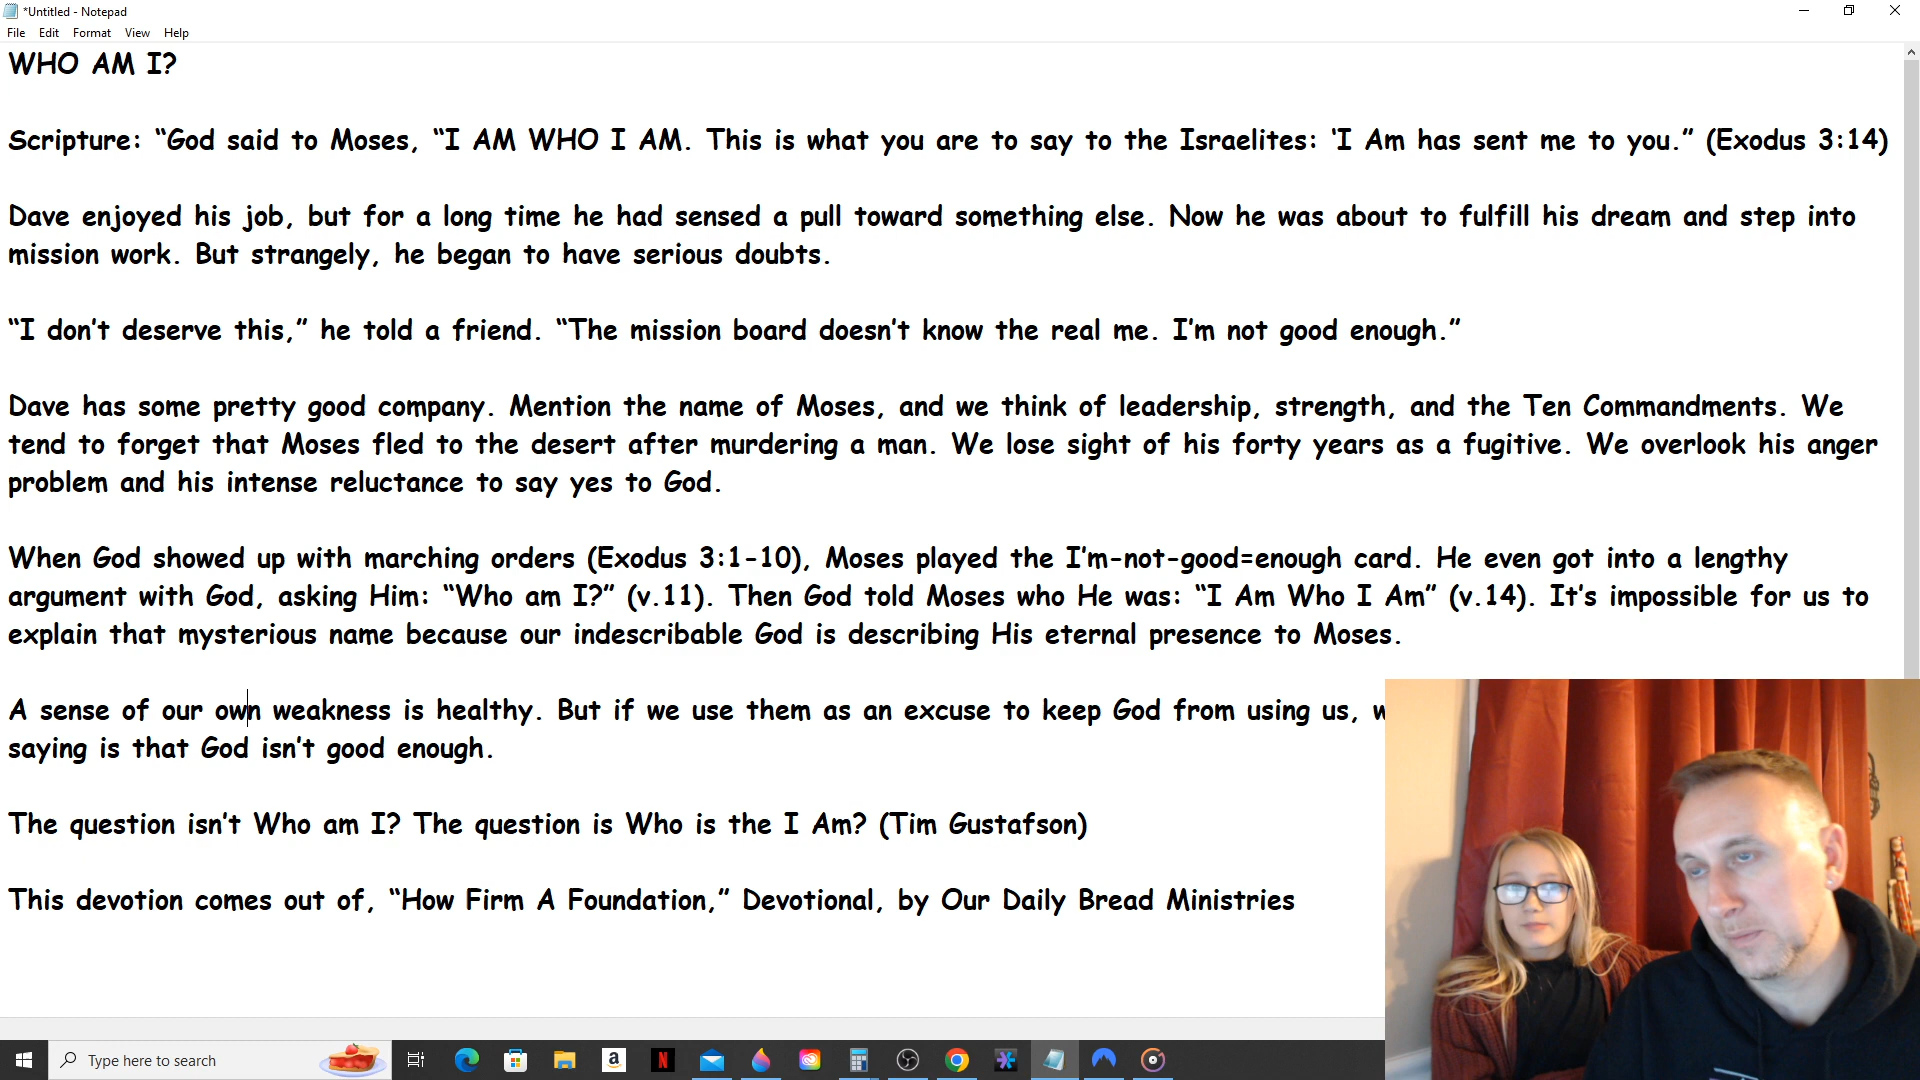 *Untitled - Notepad
File Edit Format View Help
WHO AM I?
Scripture: “God said to Moses, “I AM WHO I AM. This is what you are to say to the Israelites: ‘I Am has sent me to you.” (Exodus 3:14)
Dave enjoyed his job, but for a long time he had sensed a pull toward something else. Now he was about to fulfill his dream and step into
mission work. But strangely, he began to have serious doubts.
“I don’t deserve this,” he told a friend. “The mission board doesn’t know the real me. I’m not good enough.”
Dave has some pretty good company. Mention the name of Moses, and we think of leadership, strength, and the Ten Commandments. We
tend to forget that Moses fled to the desert after murdering a man. We lose sight of his forty years as a fugitive. We overlook his anger
problem and his intense reluctance to say yes to God.
When God showed up with marching orders (Exodus 3:1-10), Moses played the I’m-not-good=enough card. He even got into a lengthy
argument with God, asking Him: “Who am I?” (v.11). Then God told Moses who He was: “I Am Who I Am” (v.14). It’s impossible for us to
explain that mysterious name because our indescribable God is describing His eternal presence to Moses.
A sense of our own weakness is healthy. But if we use them as an excuse to keep God from using us,
saying is that God isn’t good enough.
The question isn’t Who am I? The question is Who is the I Am? (Tim Gustafson)
This devotion comes out of, “How Firm A Foundation,” Devotional, by Our Daily Bread Ministries
Type here to search
a
N